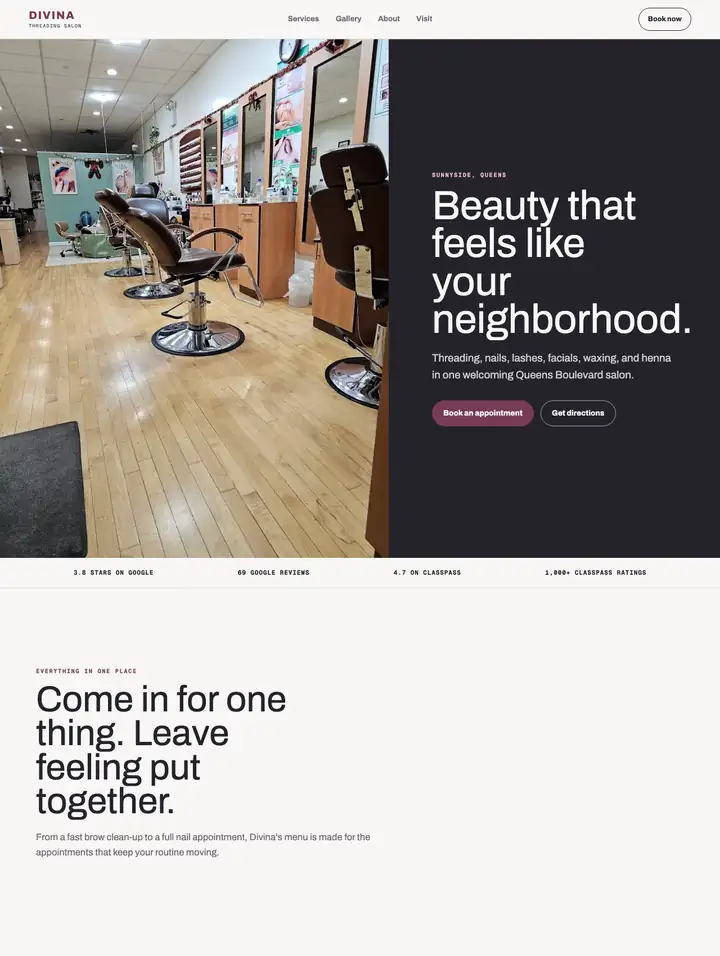 DIVINA
THREADING SALON
Services
Gallery
About
Visit
Book now
SUNNYSIDE, QUEENS
Beauty that
feels like
your
neighborhood.
Threading, nails, lashes, facials, waxing, and henna
in one welcoming Queens Boulevard salon.
Book an appointment
Get directions
3.8 STARS ON GOOGLE
69 GOOGLE REVIEWS
4.7 ON CLASSPASS
1,000+ CLASSPASS RATINGS
EVERYTHING IN ONE PLACE
Come in for one
thing. Leave
feeling put
together.
From a fast brow clean-up to a full nail appointment, Divina's menu is made for the
appointments that keep your routine moving.